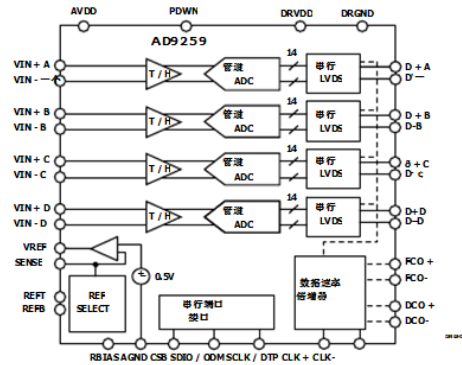 AVDD PDWN DRVDD DRGND
AD9259
VIN + A T / H 管道 ADC 14 串行 LVDS D + A
VIN - D-
VIN + B T / H 管道 ADC 14 串行 LVDS D + B
VIN - B D-B
VIN + C T / H 管道 ADC 14 串行 LVDS + C
VIN - C D- c
VIN + D T / H 管道 ADC 14 串行 LVDS D+D
VIN - D D-D
VREF
SENSE
0.5V
REFT
REFB
REF
SELECT
串行端口
接口
数据速率
倍增器
FCO +
FCO-
DCO +
DCO-
RBIAS AGND CSB SDIO / ODM SCLK / DTP CLK + CLK-